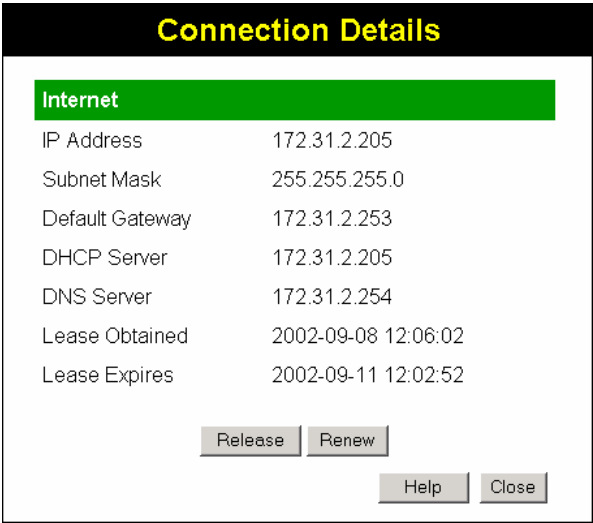 Connection Details
Internet
IP Address 172.31.2.205
Subnet Mask 255.255.255.0
Default Gateway 172.31.2.253
DHCP Server 172.31.2.205
DNS Server 172.31.2.254
Lease Obtained 2002-09-08 12:06:02
Lease Expires 2002-09-11 12:02:52
Release Renew
Help Close